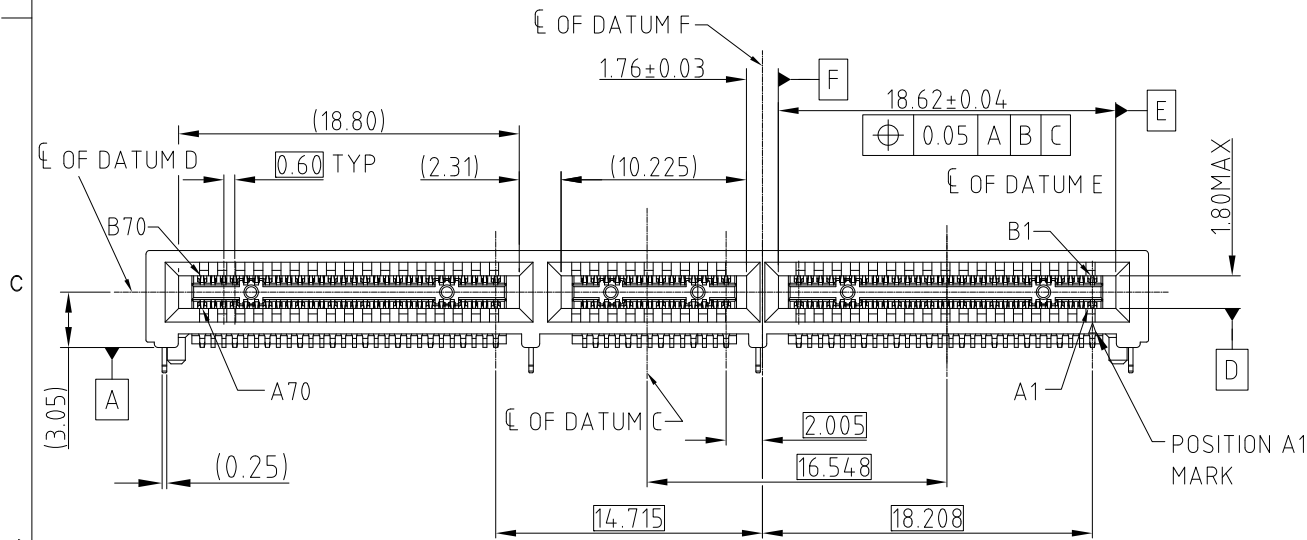 ℄ OF DATUM F
1.76±0.03
F
18.62±0.04
E
(18.80)
⌖ 0.05 A B C
℄ OF DATUM D
0.60 TYP
(2.31)
(10.225)
℄ OF DATUM E
1.80MAX
B70
B1
C
A
A70
A1
D
(3.05)
℄ OF DATUM C
2.005
POSITION A1
MARK
(0.25)
16.548
14.715
18.208